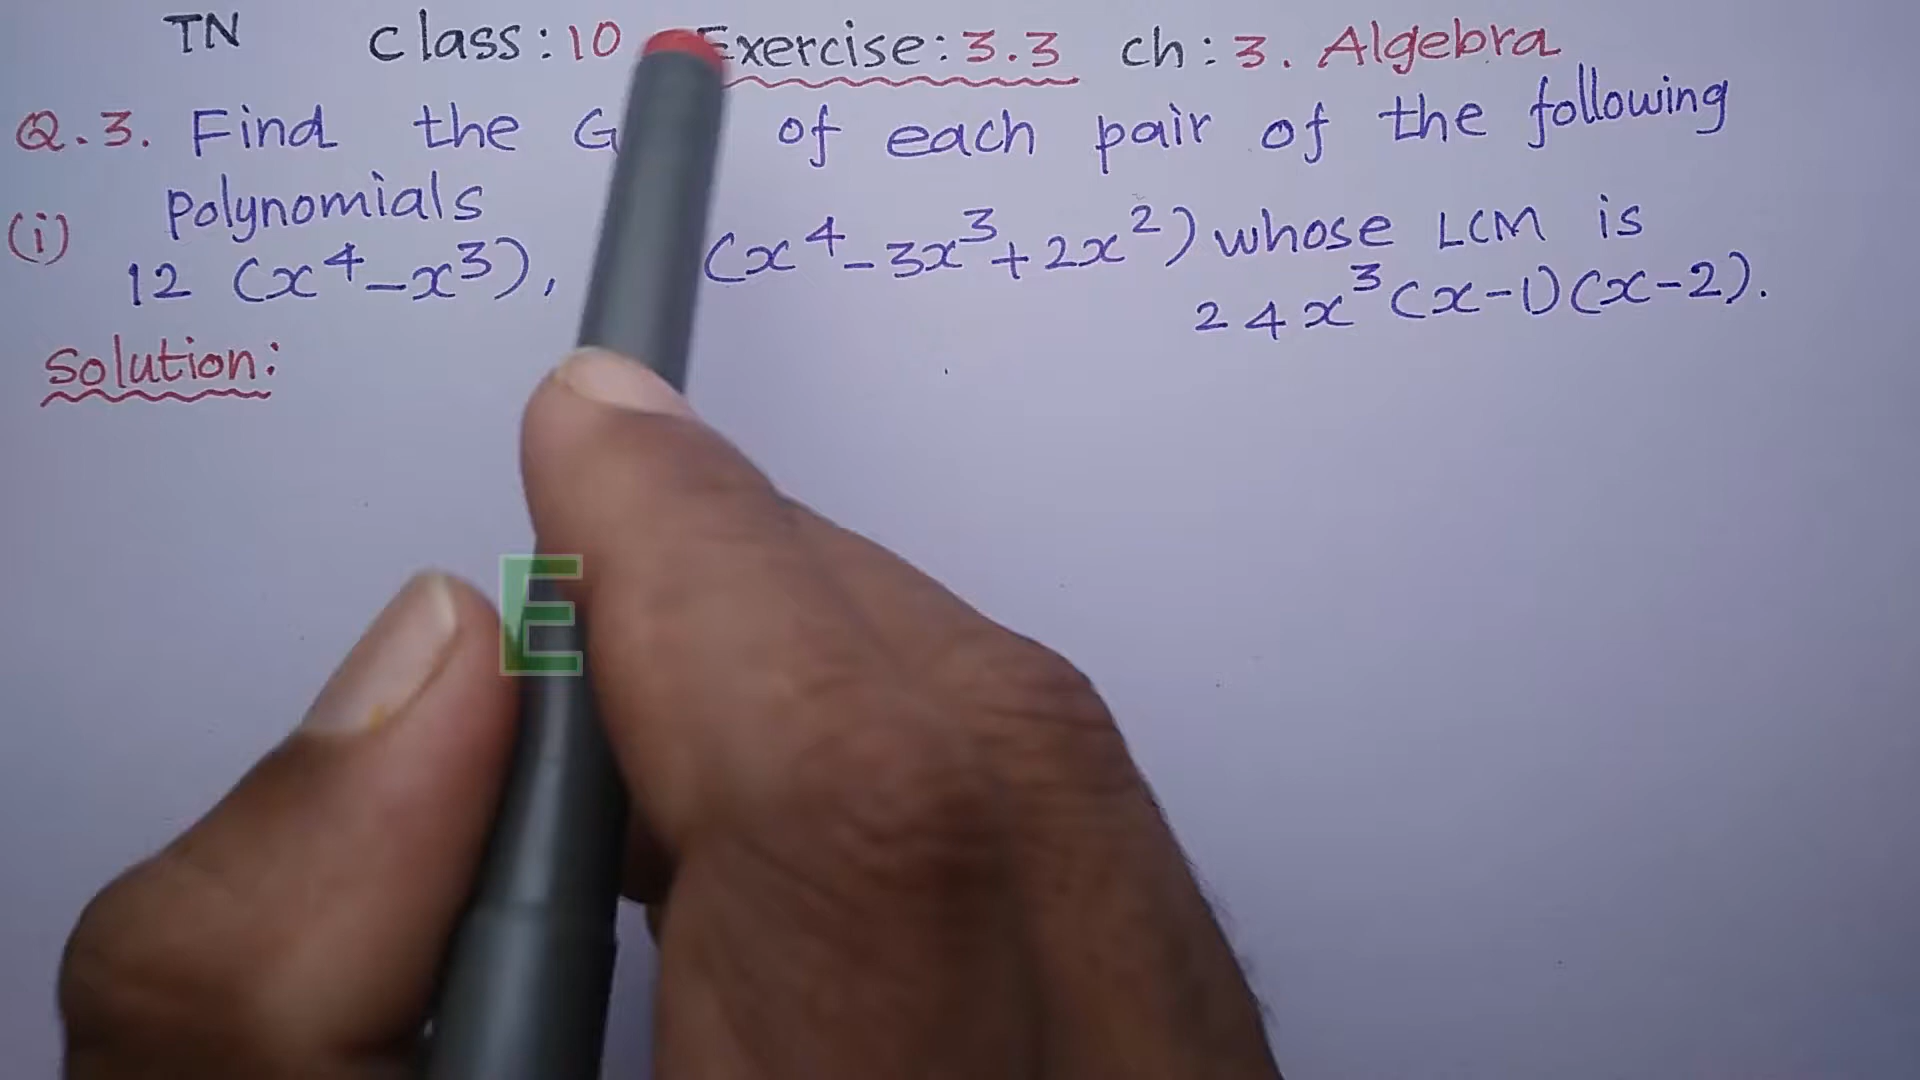 TN class:10 Exercise:3.3 ch:3. Algebra
Q.3. Find the G of each pair of the following
polynomials
(i) 12 (x⁴-x³), (x⁴-3x³+2x²) whose LCM is
24x³(x-1)(x-2).
Solution:
E